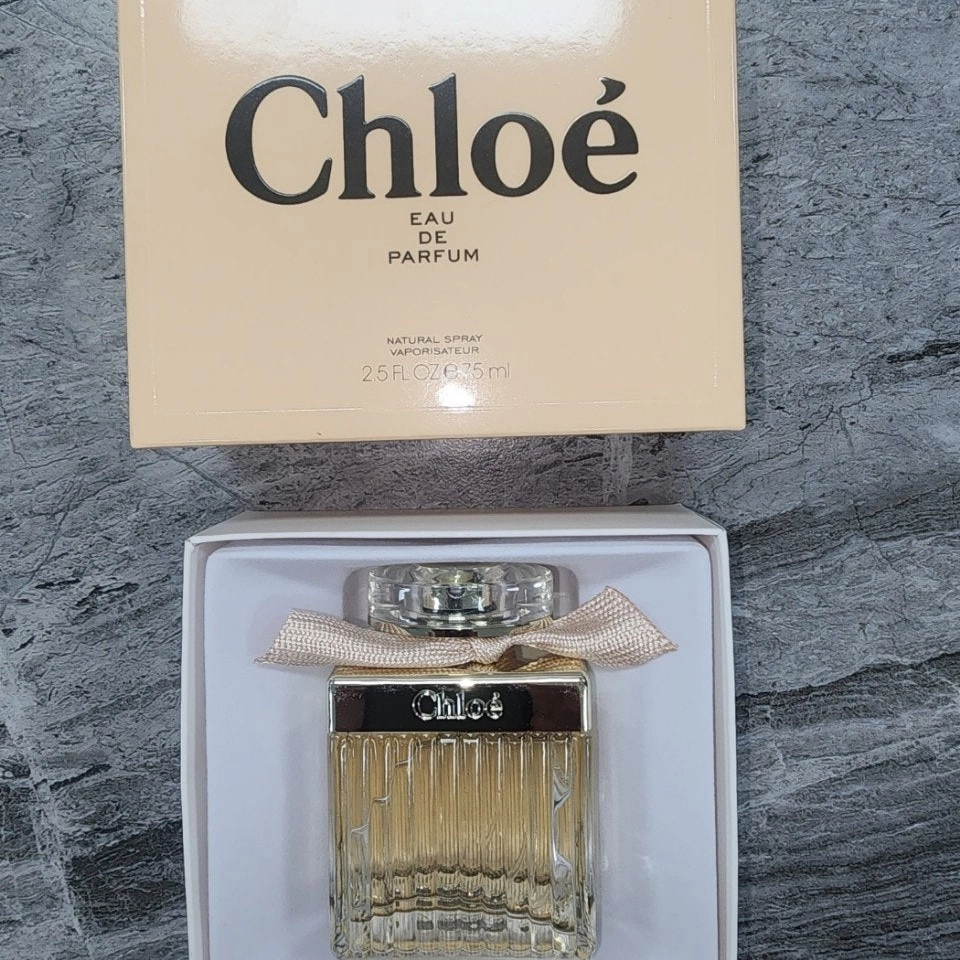 Chloé
EAU
DE
PARFUM
NATURAL SPRAY
VAPORISATEUR
2.5 FL OZ ℮ 75 ml
Chloé